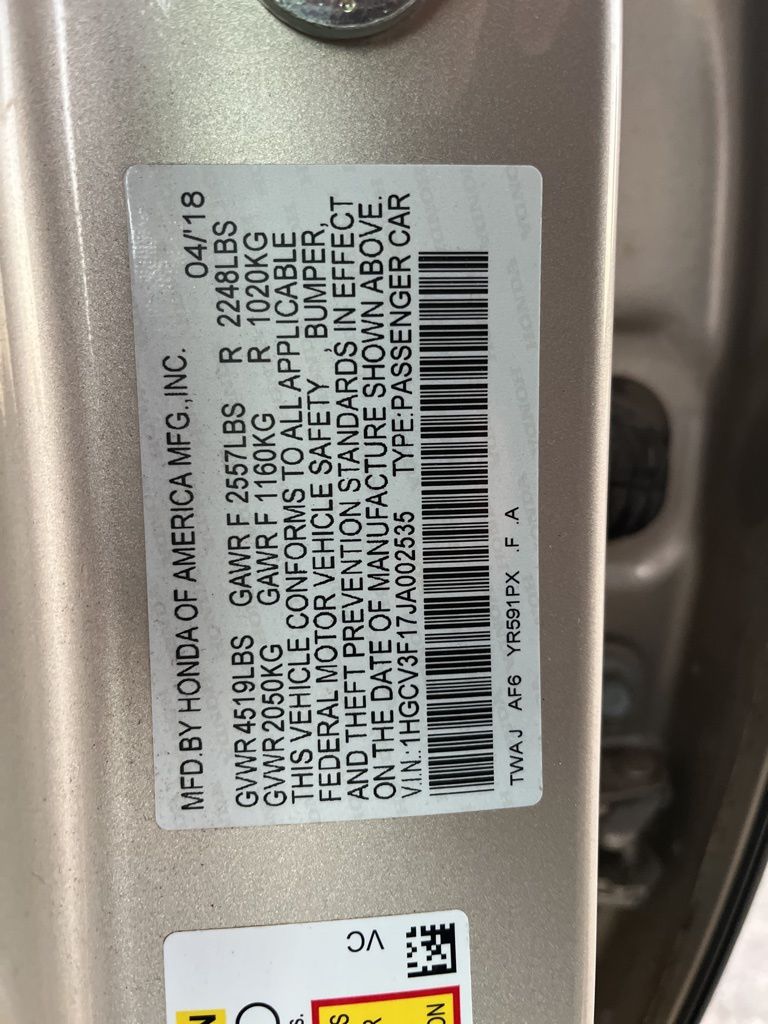 MFD.BY HONDA OF AMERICA MFG.,INC. 04/'18
GVWR 4519LBS GAWR F 2557LBS R 2248LBS
GVWR 2050KG GAWR F 1160KG R 1020KG
THIS VEHICLE CONFORMS TO ALL APPLICABLE
FEDERAL MOTOR VEHICLE SAFETY , BUMPER,
AND THEFT PREVENTION STANDARDS IN EFFECT
ON THE DATE OF MANUFACTURE SHOWN ABOVE.
V.I.N.:1HGCV3F17JA002535 TYPE:PASSENGER CAR
TWAJ AF6 YR591PX .F .A
VC